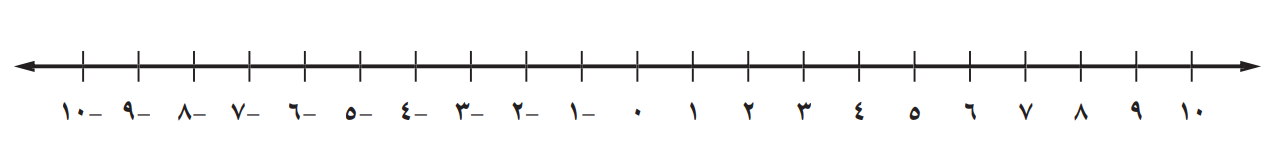 ١٠– ٩– ٨– ٧– ٦– ٥– ٤– ٣– ٢– ١– ٠ ١ ٢ ٣ ٤ ٥ ٦ ٧ ٨ ٩ ١٠